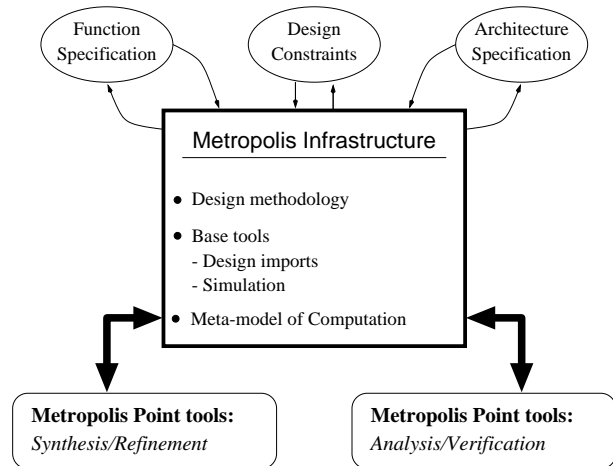 Function
Specification
Design
Constraints
Architecture
Specification
Metropolis Infrastructure
• Design methodology
• Base tools
- Design imports
- Simulation
• Meta-model of Computation
Metropolis Point tools:
Synthesis/Refinement
Metropolis Point tools:
Analysis/Verification